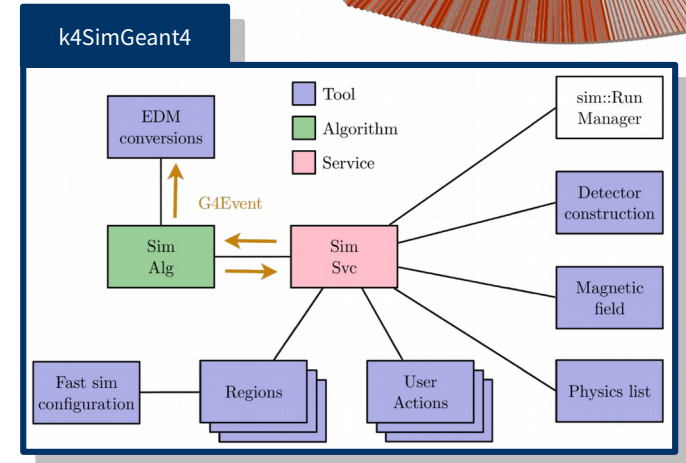 k4SimGeant4
EDM
conversions
Tool
Algorithm
Service
sim::Run
Manager
G4Event
Detector
construction
Sim
Alg
Sim
Svc
Magnetic
field
Fast sim
configuration
Regions
User
Actions
Physics list